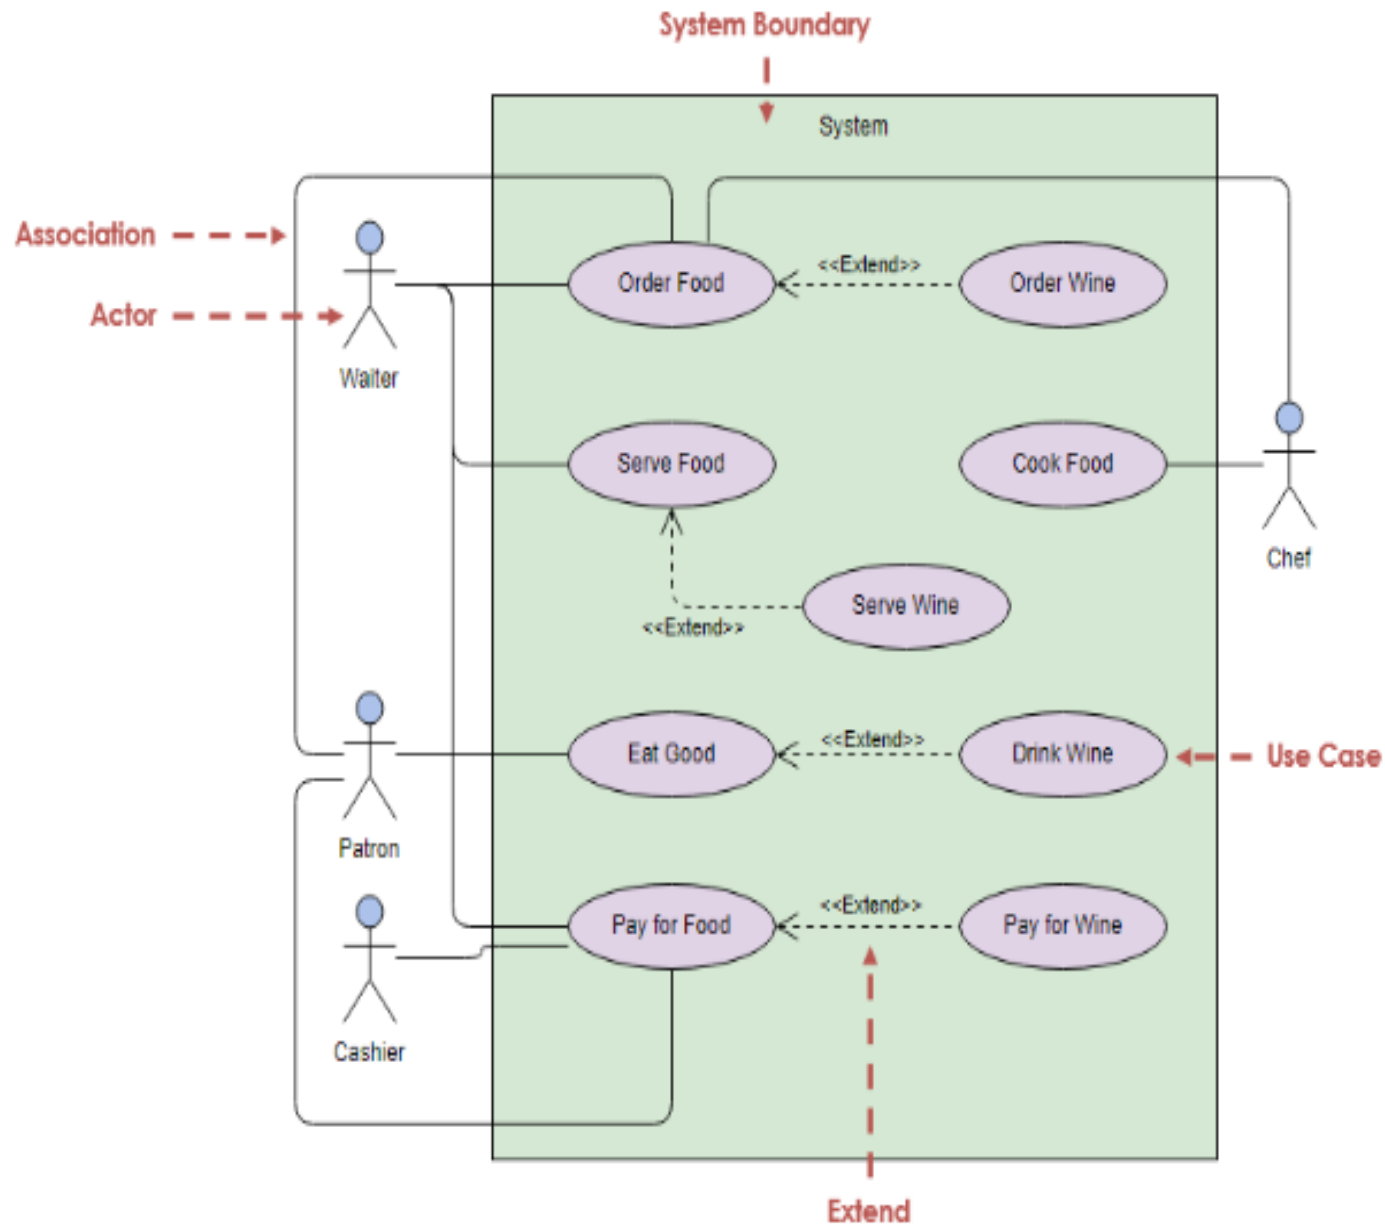 System Boundary
System
Association
Actor
Waiter
Order Food
<<Extend>>
Order Wine
Serve Food
Cook Food
Chef
<<Extend>>
Serve Wine
Patron
Eat Good
<<Extend>>
Drink Wine
Use Case
Cashier
Pay for Food
<<Extend>>
Pay for Wine
Extend